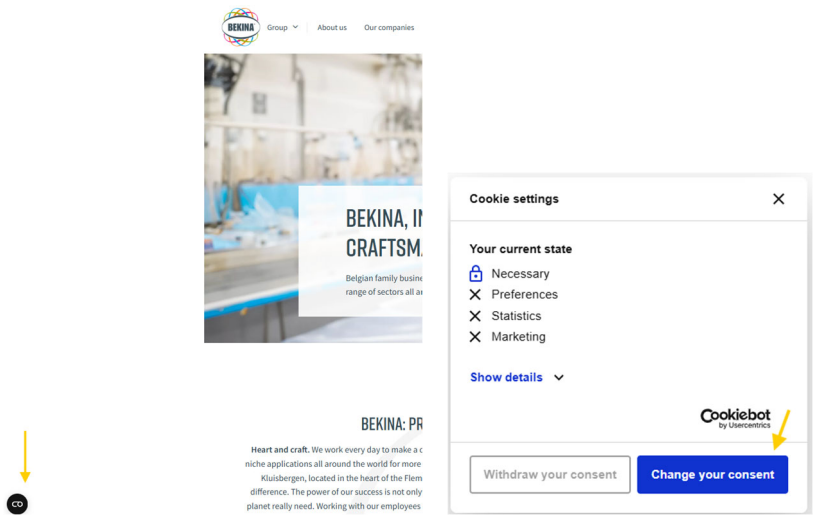 BEKINA
Group
About us
Our companies
BEKINA, IN
CRAFTSMA
Belgian family busine
range of sectors all
BEKINA: PR
Heart and craft. We work every day to make a
niche applications all around the world for more
Kluisbergen, located in the heart of the Flem
difference. The power of our success is not only
planet really need. Working with our employees
Cookie settings
Your current state
Necessary
Preferences
Statistics
Marketing
Show details
Cookiebot
by Usercentrics
Withdraw your consent
Change your consent